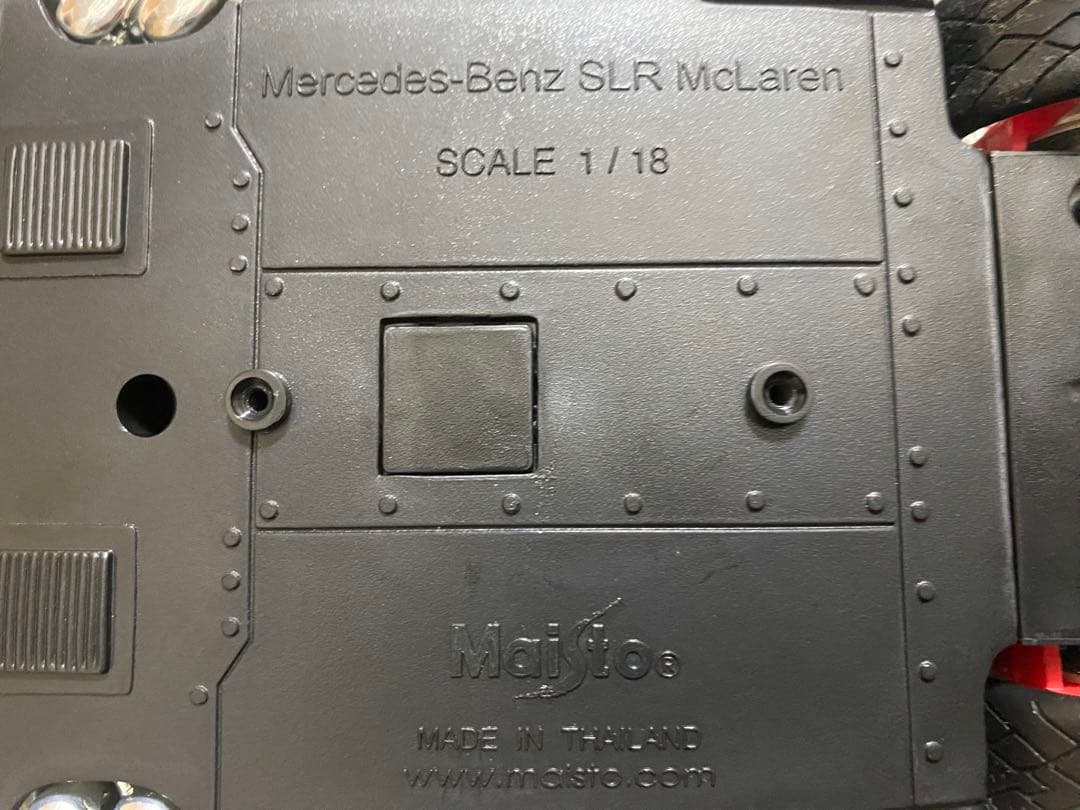 Mercedes-Benz SLR McLaren
SCALE 1/18
Maisto®
MADE IN THAILAND
www.maisto.com